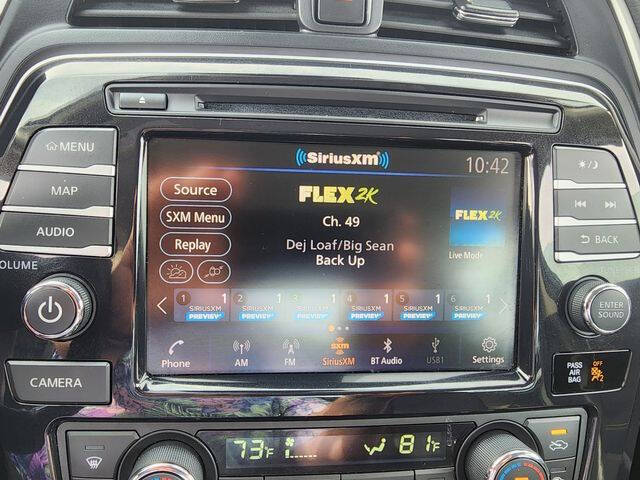 SiriusXM
10:42
MENU
MAP
AUDIO
VOLUME
CAMERA
Source
SXM Menu
Replay
FLEX2K
Ch. 49
Dej Loaf/Big Sean
Back Up
FLEX2K
Live Mode
1 SIRIUSXM PREVIEW 1
2 SIRIUSXM PREVIEW 1
3 SIRIUSXM PREVIEW 1
4 SIRIUSXM PREVIEW 1
5 SIRIUSXM PREVIEW 1
6 SIRIUSXM PREVIEW 1
Phone
AM
FM
sxm
SiriusXM
BT Audio
USB1
Settings
BACK
ENTER
SOUND
PASS
AIR
BAG
OFF
2
73°F
81°F